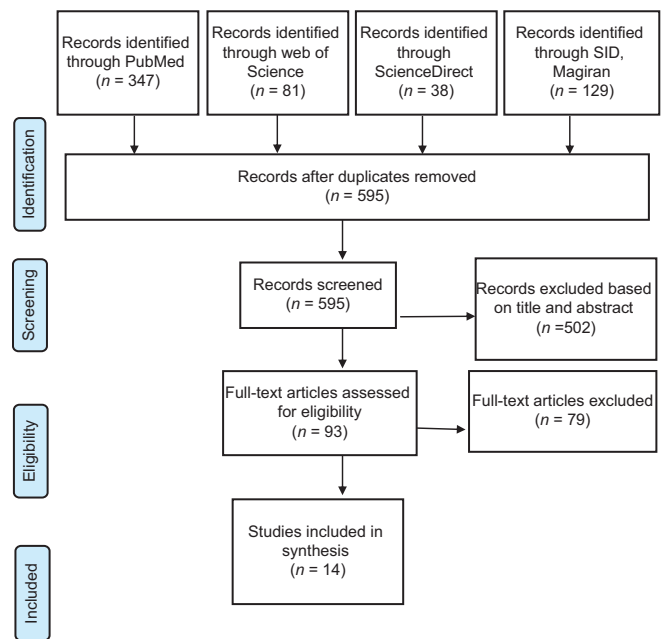 Records identified
through PubMed
(n = 347)
Records identified
through web of
Science
(n = 81)
Records identified
through
ScienceDirect
(n = 38)
Records identified
through SID,
Magiran
(n = 129)
Identification
Records after duplicates removed
(n = 595)
Screening
Records screened
(n = 595)
Records excluded based
on title and abstract
(n =502)
Eligibility
Full-text articles assessed
for eligibility
(n = 93)
Full-text articles excluded
(n = 79)
Included
Studies included in
synthesis
(n = 14)